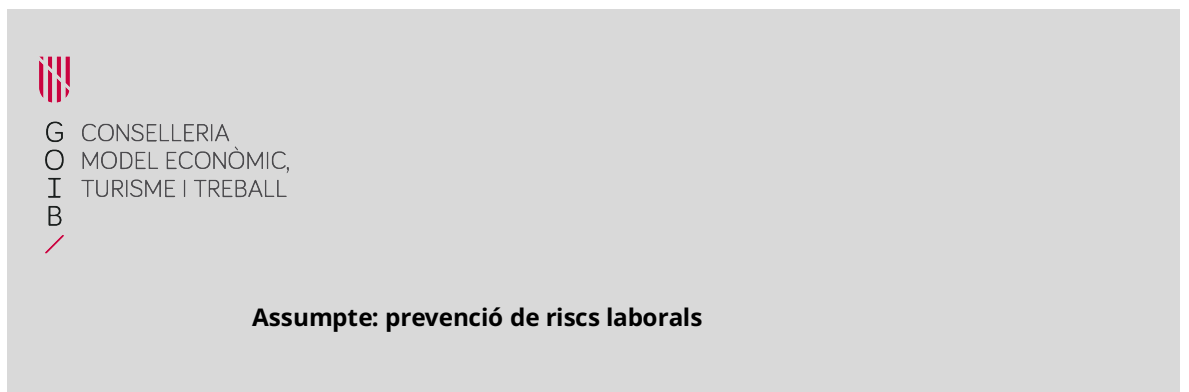 G CONSELLERIA
O MODEL ECONÒMIC,
I TURISME I TREBALL
B
/
Assumpte: prevenció de riscs laborals